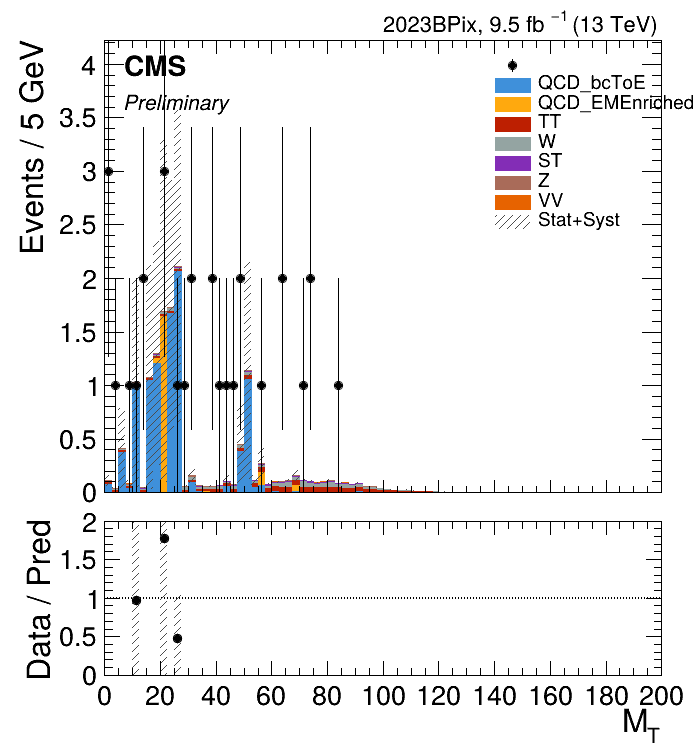 2023BPix, 9.5 fb⁻¹ (13 TeV)
CMS
Preliminary
Events / 5 GeV
4
3.5
3
2.5
2
1.5
1
0.5
0
QCD_bcToE
QCD_EMEnriched
TT
W
ST
Z
VV
Stat+Syst
Data / Pred
2
1.5
1
0.5
0
0 20 40 60 80 100 120 140 160 180 200
M_T